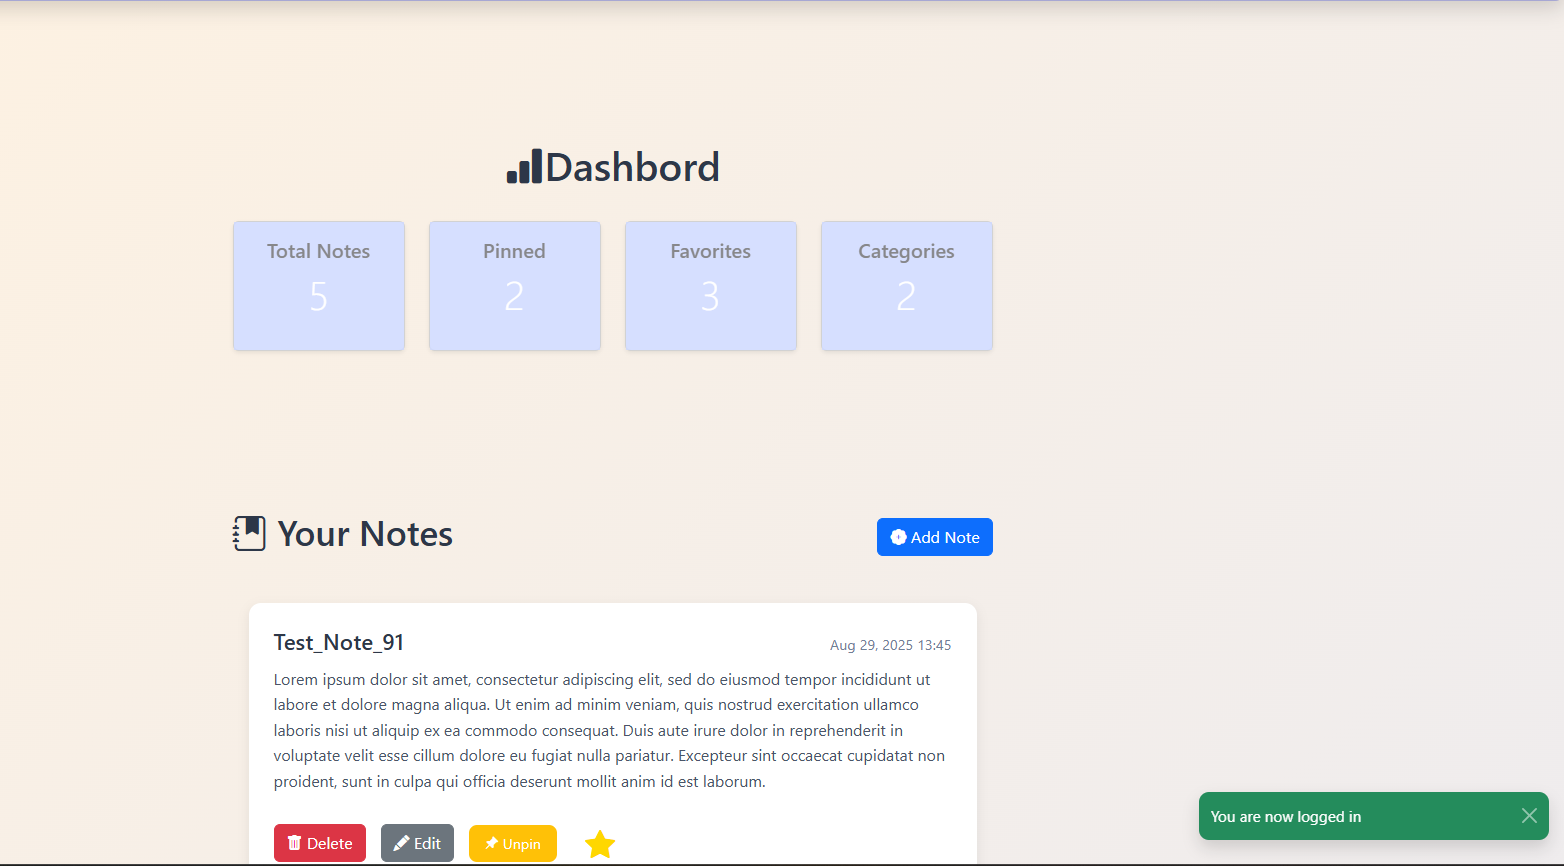 Dashbord
Total Notes
5
Pinned
2
Favorites
3
Categories
2
Your Notes
Add Note
Test_Note_91
Aug 29, 2025 13:45
Lorem ipsum dolor sit amet, consectetur adipiscing elit, sed do eiusmod tempor incididunt ut
labore et dolore magna aliqua. Ut enim ad minim veniam, quis nostrud exercitation ullamco
laboris nisi ut aliquip ex ea commodo consequat. Duis aute irure dolor in reprehenderit in
voluptate velit esse cillum dolore eu fugiat nulla pariatur. Excepteur sint occaecat cupidatat non
proident, sunt in culpa qui officia deserunt mollit anim id est laborum.
Delete
Edit
Unpin
You are now logged in